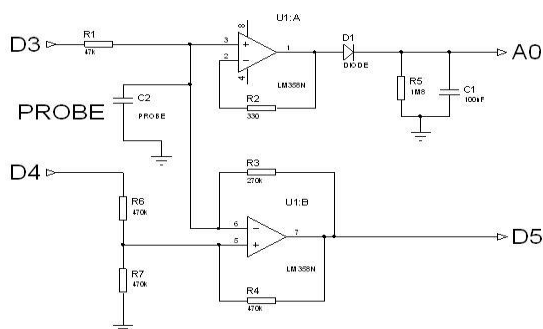 U1:A
D3
R1
47k
8
3
2
1
4
LM358N
D1
DIODE
A0
R5
1M8
C1
100nF
R2
330
C2
PROBE
PROBE
D4
R3
270k
U1:B
R6
470k
6
5
7
D5
LM358N
R7
470k
R4
470k